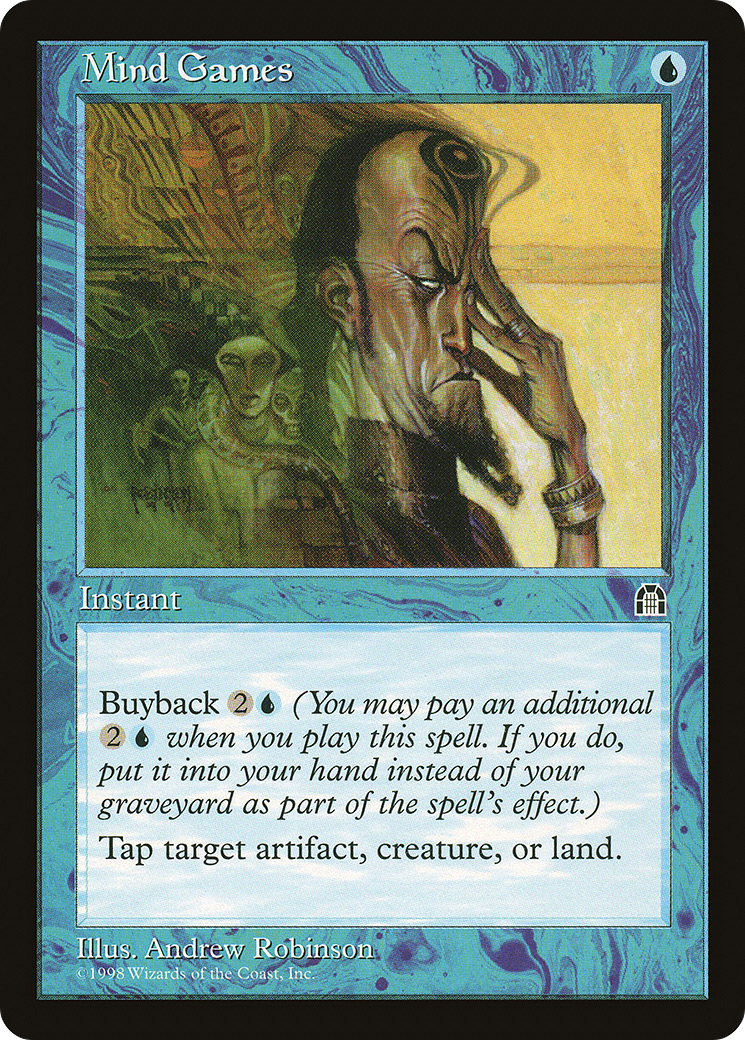 Mind Games
Instant
Buyback 2 (You may pay an additional
2 when you play this spell. If you do,
put it into your hand instead of your
graveyard as part of the spell's effect.)
Tap target artifact, creature, or land.
Illus. Andrew Robinson
©1998 Wizards of the Coast, Inc.